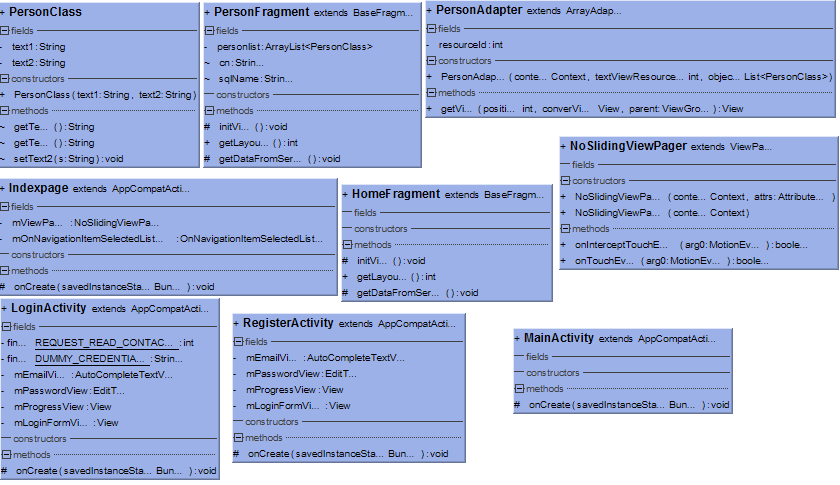 + PersonClass
fields
- text1:String
- text2:String
constructors
+ PersonClass(text1:String, text2:String)
methods
~ getTe... ():String
~ getTe... ():String
~ setText2(s:String):void
+ PersonFragment extends BaseFragm...
fields
- personlist:ArrayList<PersonClass>
~ cn:Strin...
~ sqlName:Strin...
constructors
methods
# initVi... ():void
+ getLayou... ():int
# getDataFromSer... ():void
+ PersonAdapter extends ArrayAdap...
fields
- resourceId:int
constructors
+ PersonAdap... (conte... Context, textViewResource... int, objec... List<PersonClass>)
methods
+ getVi... (positi... int, converVi... View, parent:ViewGro... ):View
+ NoSlidingViewPager extends ViewPa...
fields
constructors
+ NoSlidingViewPa... (conte... Context, attrs:Attribute... )
+ NoSlidingViewPa... (conte... Context)
methods
+ onInterceptTouchE... (arg0:MotionEv... ):boole...
+ onTouchEv... (arg0:MotionEv... ):boole...
+ Indexpage extends AppCompatActi...
fields
- mViewPa... :NoSlidingViewPa...
- mOnNavigationItemSelectedList... :OnNavigationItemSelectedList...
constructors
methods
# onCreate(savedInstanceSta... Bun... ):void
+ HomeFragment extends BaseFragm...
fields
constructors
methods
# initVi... ():void
+ getLayou... ():int
# getDataFromSer... ():void
+ LoginActivity extends AppCompatActi...
fields
- fin... REQUEST_READ_CONTAC... :int
- fin... DUMMY_CREDENTIA... :Strin...
- mEmailVi... :AutoCompleteTextV...
- mPasswordView:EditT...
- mProgressView:View
- mLoginFormVi... :View
constructors
methods
# onCreate(savedInstanceSta... Bun... ):void
+ RegisterActivity extends AppCompatActi...
fields
- mEmailVi... :AutoCompleteTextV...
- mPasswordView:EditT...
- mProgressView:View
- mLoginFormVi... :View
constructors
methods
# onCreate(savedInstanceSta... Bun... ):void
+ MainActivity extends AppCompatActi...
fields
constructors
methods
# onCreate(savedInstanceSta... Bun... ):void